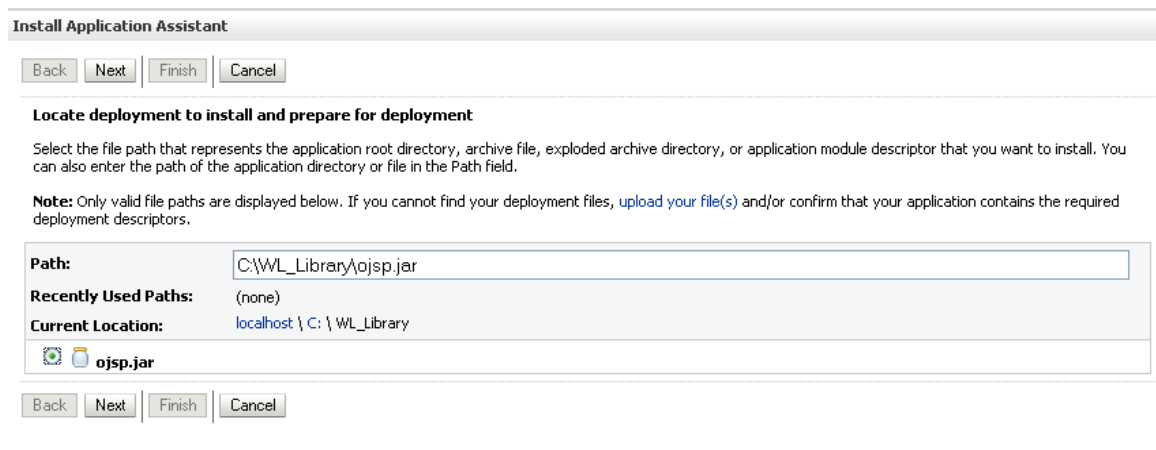 Install Application Assistant
Back Next Finish Cancel
Locate deployment to install and prepare for deployment
Select the file path that represents the application root directory, archive file, exploded archive directory, or application module descriptor that you want to install. You
can also enter the path of the application directory or file in the Path field.
Note: Only valid file paths are displayed below. If you cannot find your deployment files, upload your file(s) and/or confirm that your application contains the required
deployment descriptors.
Path: C:\WL_Library\ojsp.jar
Recently Used Paths: (none)
Current Location: localhost \ C: \ WL_Library
ojsp.jar
Back Next Finish Cancel